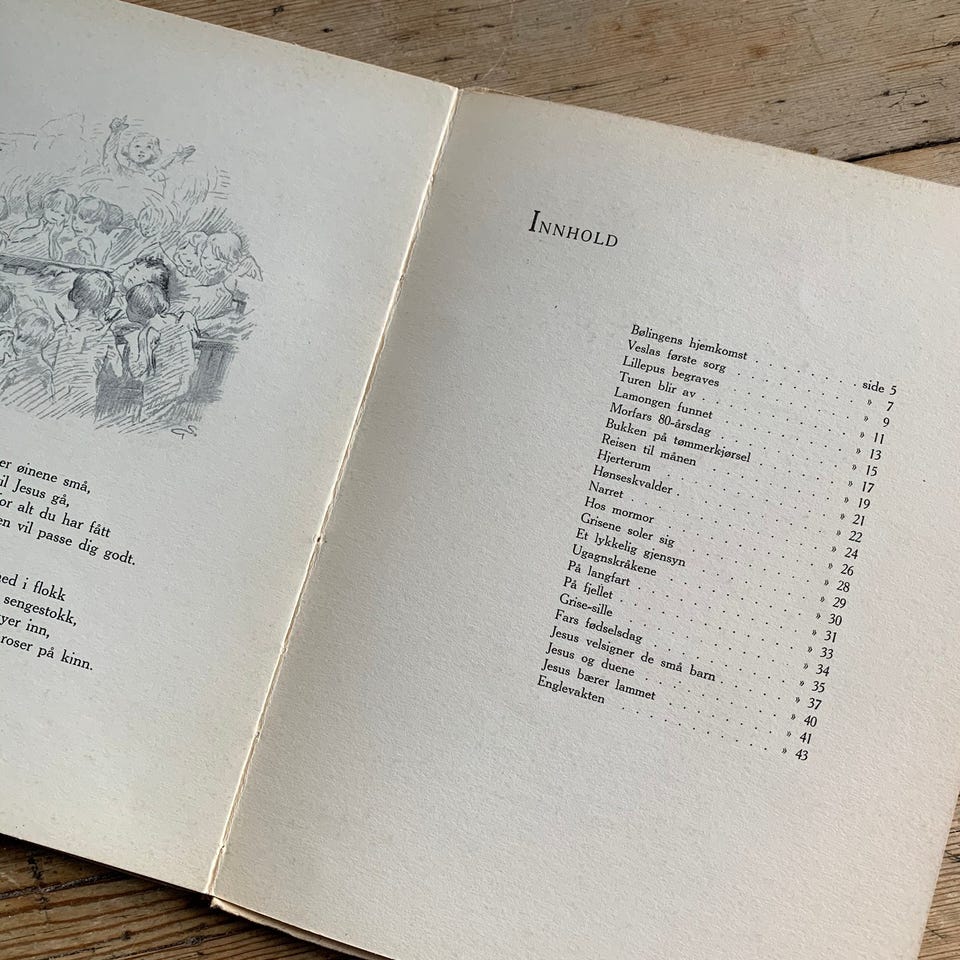 GS.
er øinene små,
il Jesus gå,
or alt du har fått
en vil passe dig godt.
ed i flokk
sengestokk,
yer inn,
roser på kinn.
INNHOLD
Bølingens hjemkomst . . . . . . side 5
Veslas første sorg . . . . . . » 7
Lillepus begraves . . . . . . » 9
Turen blir av . . . . . . » 11
Lamongen funnet . . . . . . » 13
Morfars 80-årsdag . . . . . . » 15
Bukken på tømmerkjørsel . . . . . . » 17
Reisen til månen . . . . . . » 19
Hjerterum . . . . . . » 21
Hønseskvalder . . . . . . » 22
Narret . . . . . . » 24
Hos mormor . . . . . . » 26
Grisene soler sig . . . . . . » 28
Et lykkelig gjensyn . . . . . . » 29
Ugagnskråkene . . . . . . » 30
På langfart . . . . . . » 31
På fjellet . . . . . . » 33
Grise-sille . . . . . . » 34
Fars fødselsdag . . . . . . » 35
Jesus velsigner de små barn . . . . . . » 37
Jesus og duene . . . . . . » 40
Jesus bærer lammet . . . . . . » 41
Englevakten . . . . . . » 43